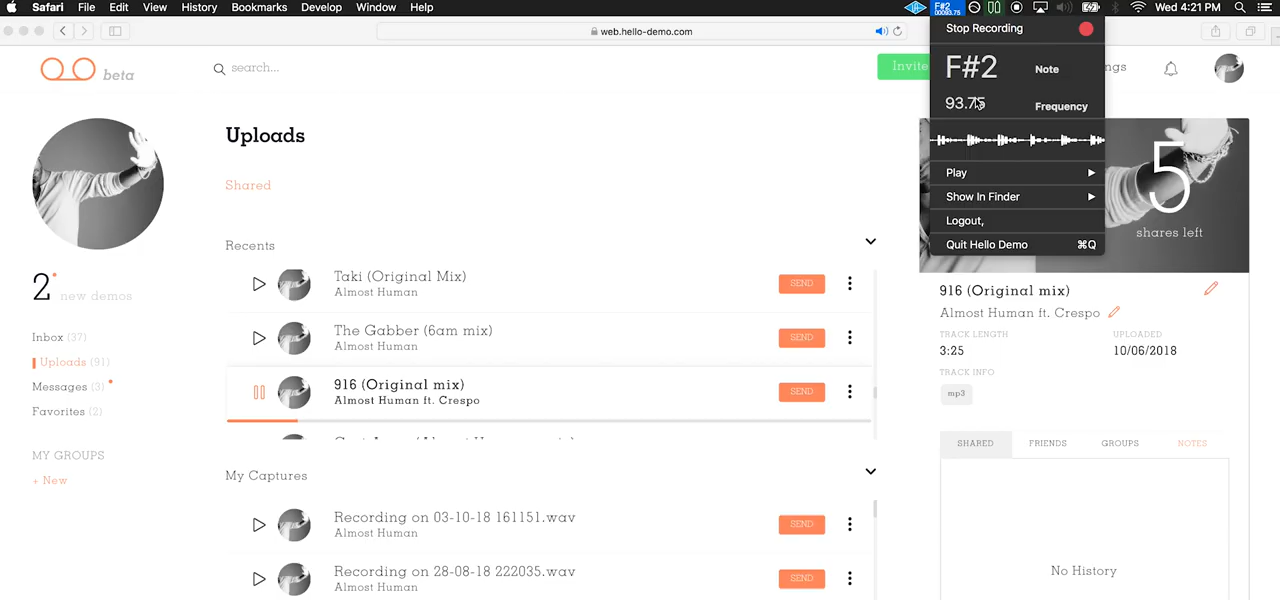 Safari File Edit View History Bookmarks Develop Window Help
F#2
00093.75
Wed 4:21 PM
web.hello-demo.com
beta
search...
Invite
ngs
Stop Recording
F#2 Note
93.75 Frequency
Play
Show In Finder
Logout,
Quit Hello Demo ⌘Q
2 new demos
Inbox (37)
Uploads (91)
Messages (3)
Favorites (2)
MY GROUPS
+ New
Uploads
Shared
Recents
Taki (Original Mix)
Almost Human
SEND
The Gabber (6am mix)
Almost Human
SEND
916 (Original mix)
Almost Human ft. Crespo
SEND
My Captures
Recording on 03-10-18 161151.wav
Almost Human
SEND
Recording on 28-08-18 222035.wav
Almost Human
SEND
5
shares left
916 (Original mix)
Almost Human ft. Crespo
TRACK LENGTH UPLOADED
3:25 10/06/2018
TRACK INFO
mp3
SHARED FRIENDS GROUPS NOTES
No History